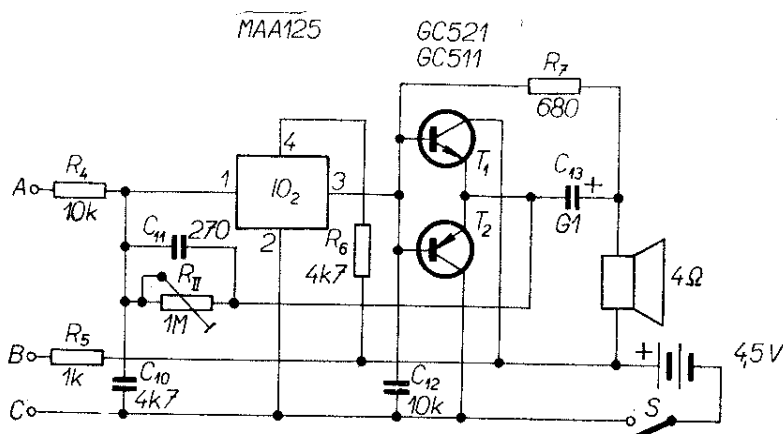 MAA125
GC521
GC511
R7
680
4
R4
A
10k
1
IO2
3
2
T1
C13
+
G1
C11
270
R6
4k7
T2
RII
1M
4Ω
R5
B
1k
C10
4k7
C12
10k
+
4,5V
C
S